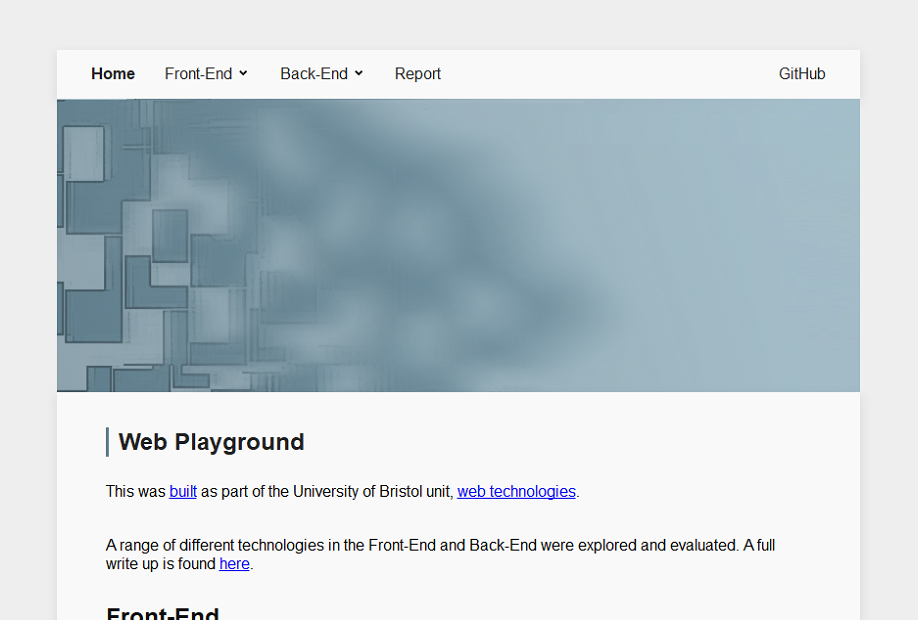 Home Front-End Back-End Report GitHub
Web Playground
This was built as part of the University of Bristol unit, web technologies.
A range of different technologies in the Front-End and Back-End were explored and evaluated. A full
write up is found here.
Front-End